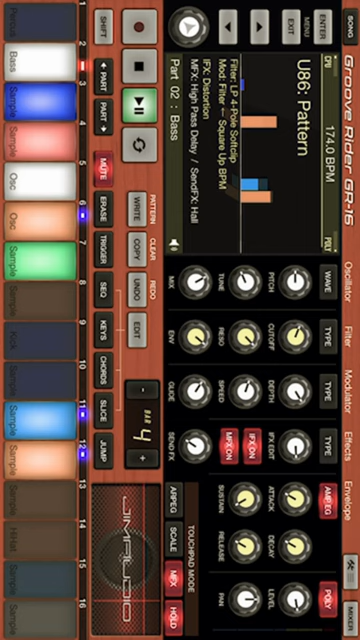 SONG
Groove Rider GR-16
Oscillator
Filter
Modulator
Effects
Envelope
MIXER
ENTER
MENU
EXIT
CPU
174.0 BPM
POLY
U86: Pattern
Filter: LP 4-Pole Softclip
Mod: Filter — Square Up BPM
IFX: Distortion
MFX: High Pass Delay / SendFX: Hall
Part 02 : Bass
WAVE
TYPE
TYPE
TYPE
AMP EG
POLY
PITCH
CUTOFF
DEPTH
IFX EDIT
ATTACK
DECAY
LEVEL
IFX ON
MFX ON
TUNE
RESO
SPEED
SUSTAIN
RELEASE
PAN
MIX
ENV
GLIDE
SEND FX
ARPEG
SCALE
MFX
HOLD
TOUCHPAD MODE
PATTERN
CLEAR
REDO
WRITE
COPY
UNDO
EDIT
-
BAR
4
+
JIMAUDIO
SHIFT
PART
PART
MUTE
ERASE
TRIGGER
SEQ
KEYS
CHORDS
SLICE
JUMP
1
2
3
4
5
6
7
8
9
10
11
12
13
14
15
16
Bass
Sample
Sample
Osc
Osc
Sample
Sample
Kick
Sample
Sample
Sample
Sample
HiHat
Sample
Sample